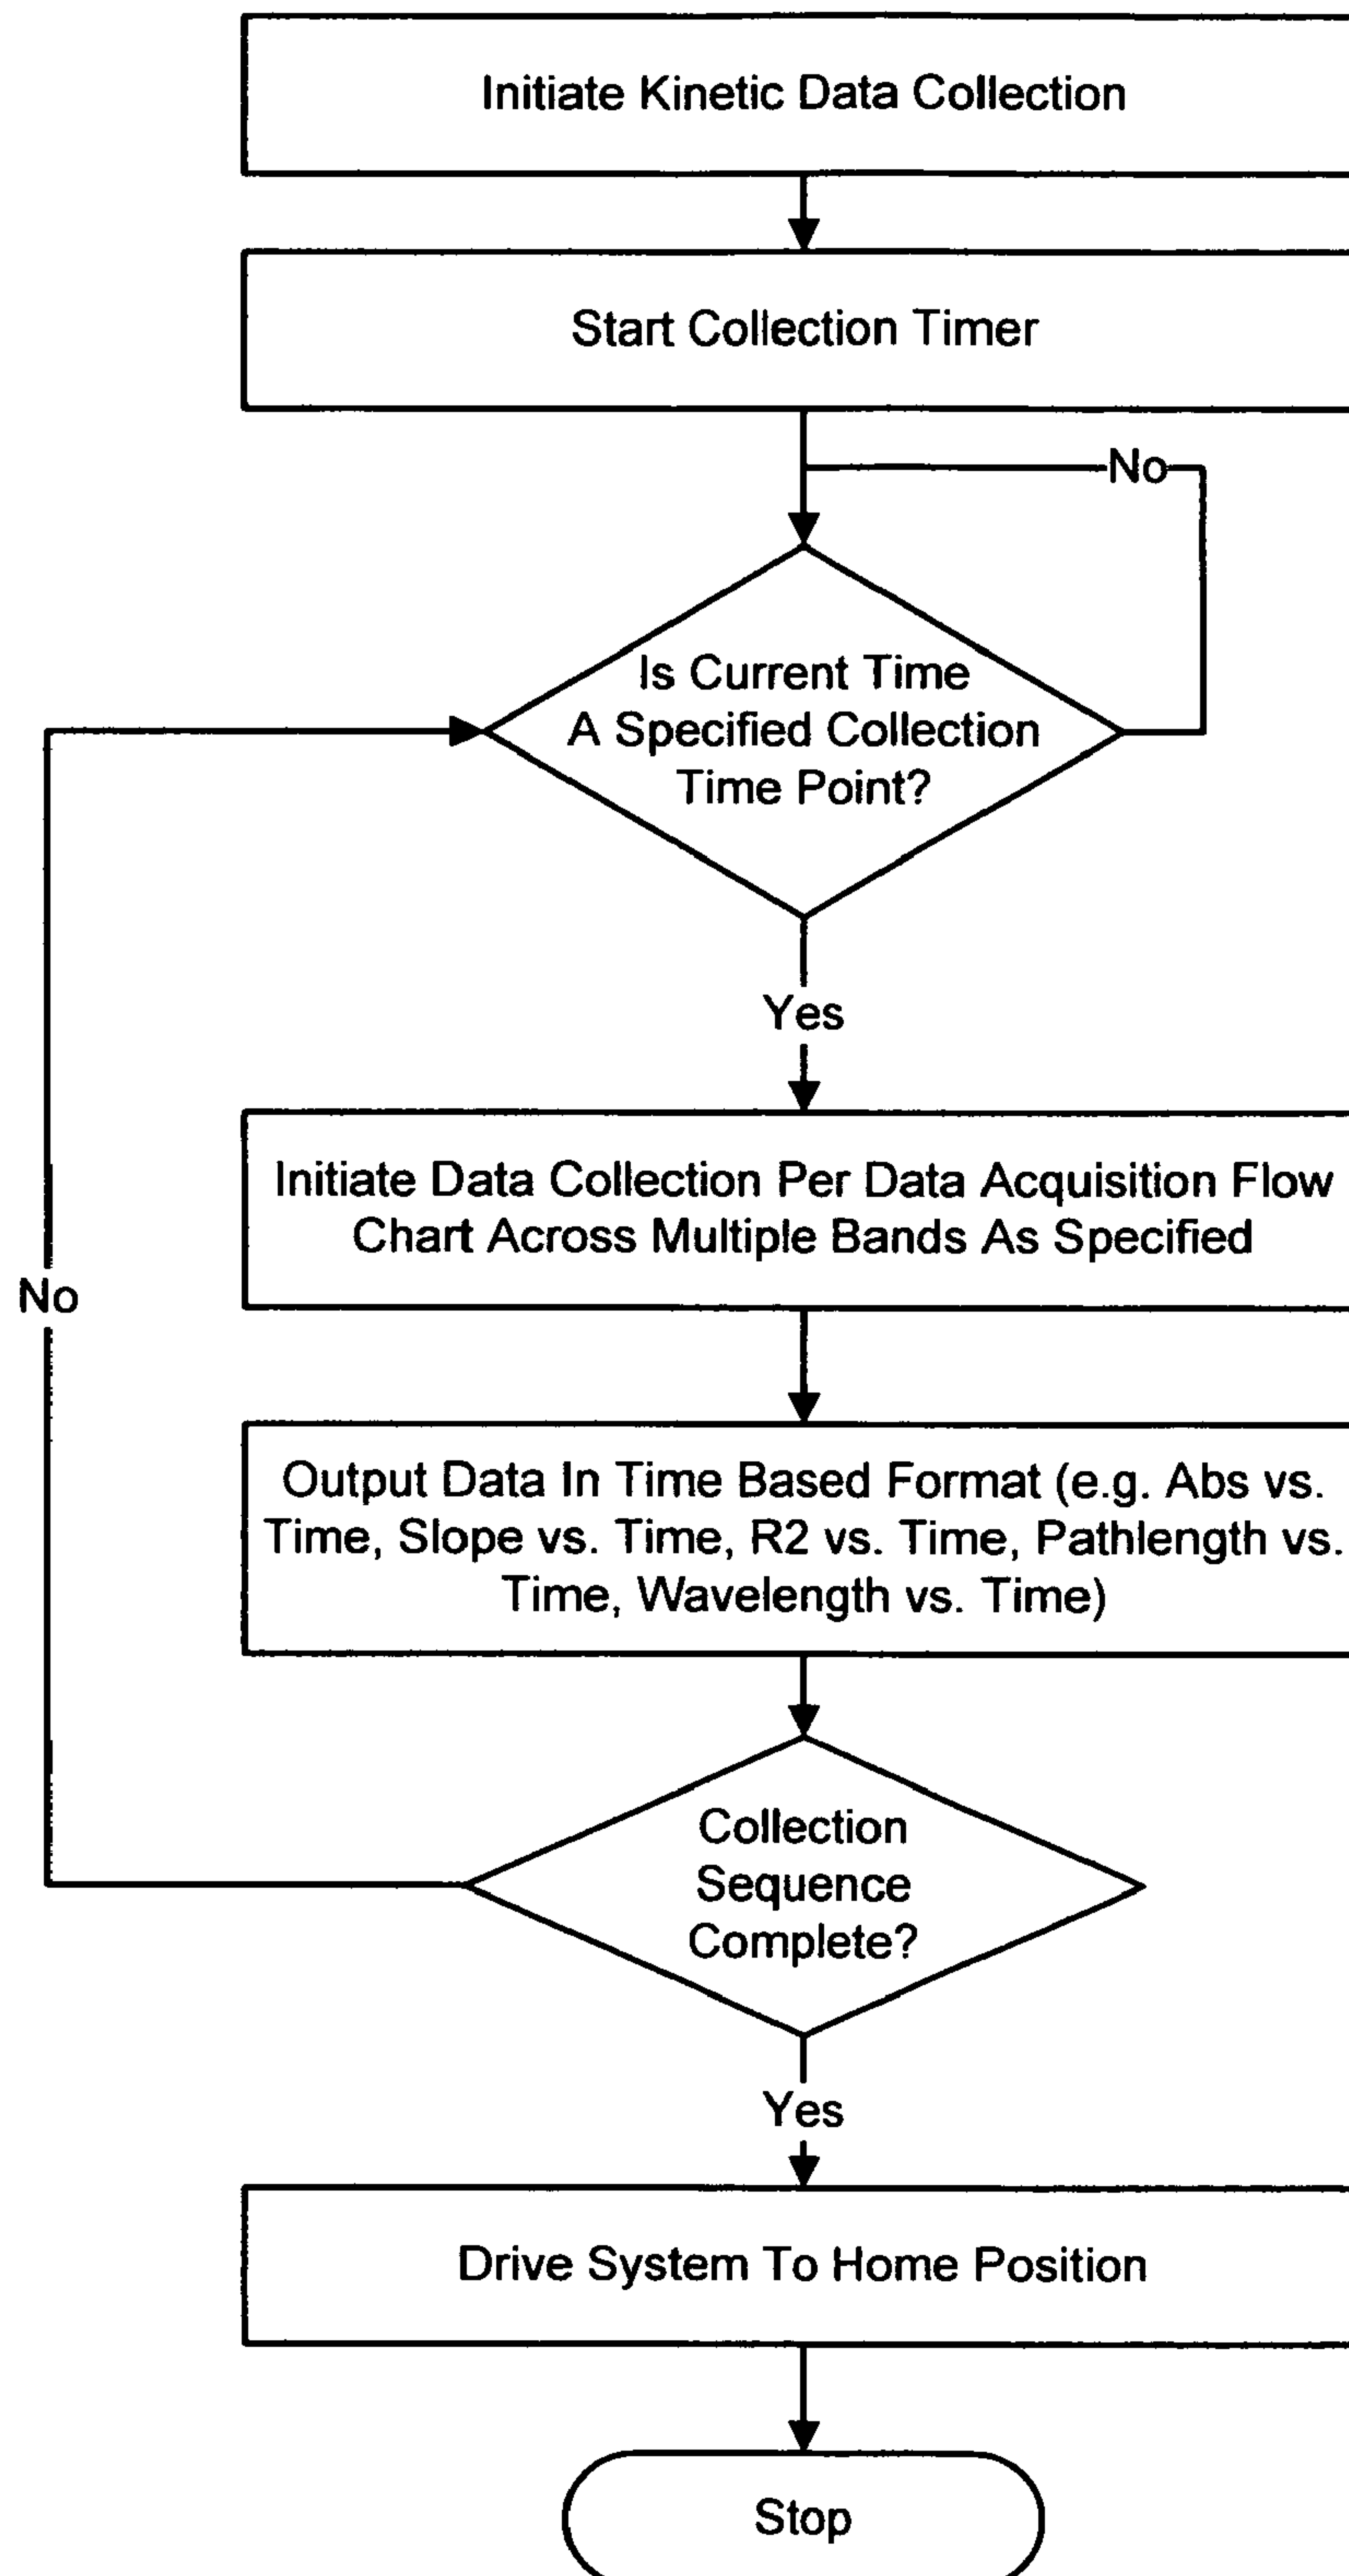 Initiate Kinetic Data Collection
Start Collection Timer
No
Is Current Time
A Specified Collection
Time Point?
Yes
Initiate Data Collection Per Data Acquisition Flow
Chart Across Multiple Bands As Specified
No
Output Data In Time Based Format (e.g. Abs vs.
Time, Slope vs. Time, R2 vs. Time, Pathlength vs.
Time, Wavelength vs. Time)
Collection
Sequence
Complete?
Yes
Drive System To Home Position
Stop